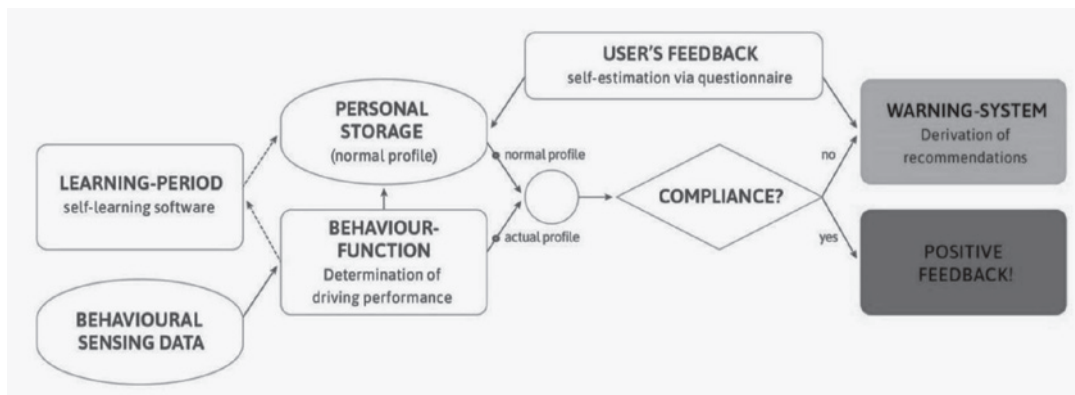 USER'S FEEDBACK
self-estimation via questionnaire
PERSONAL
STORAGE
(normal profile)
WARNING-SYSTEM
Derivation of
recommendations
LEARNING-PERIOD
self-learning software
normal profile
no
COMPLIANCE?
BEHAVIOUR-
FUNCTION
Determination of
driving performance
actual profile
yes
POSITIVE
FEEDBACK!
BEHAVIOURAL
SENSING DATA